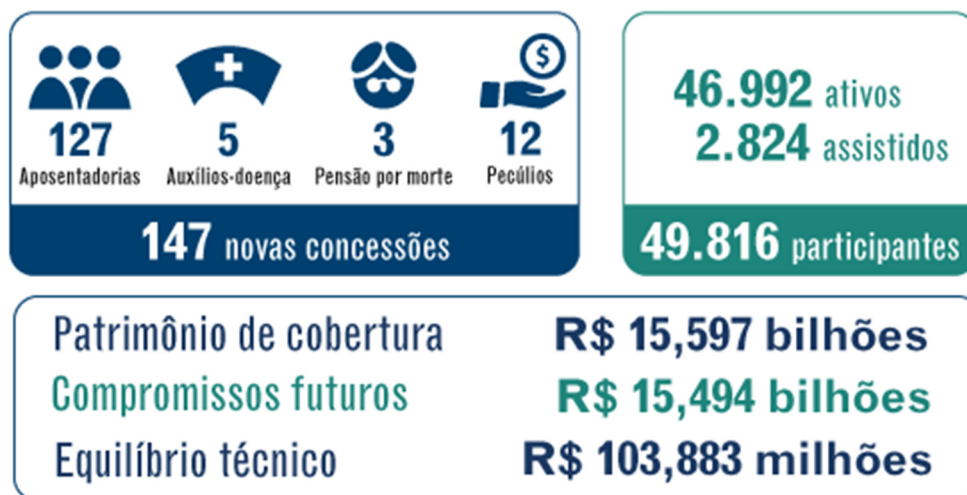 127
Aposentadorias
5
Auxílios-doença
3
Pensão por morte
$
12
Pecúlios
147 novas concessões
46.992 ativos
2.824 assistidos
49.816 participantes
Patrimônio de cobertura R$ 15,597 bilhões
Compromissos futuros R$ 15,494 bilhões
Equilíbrio técnico R$ 103,883 milhões